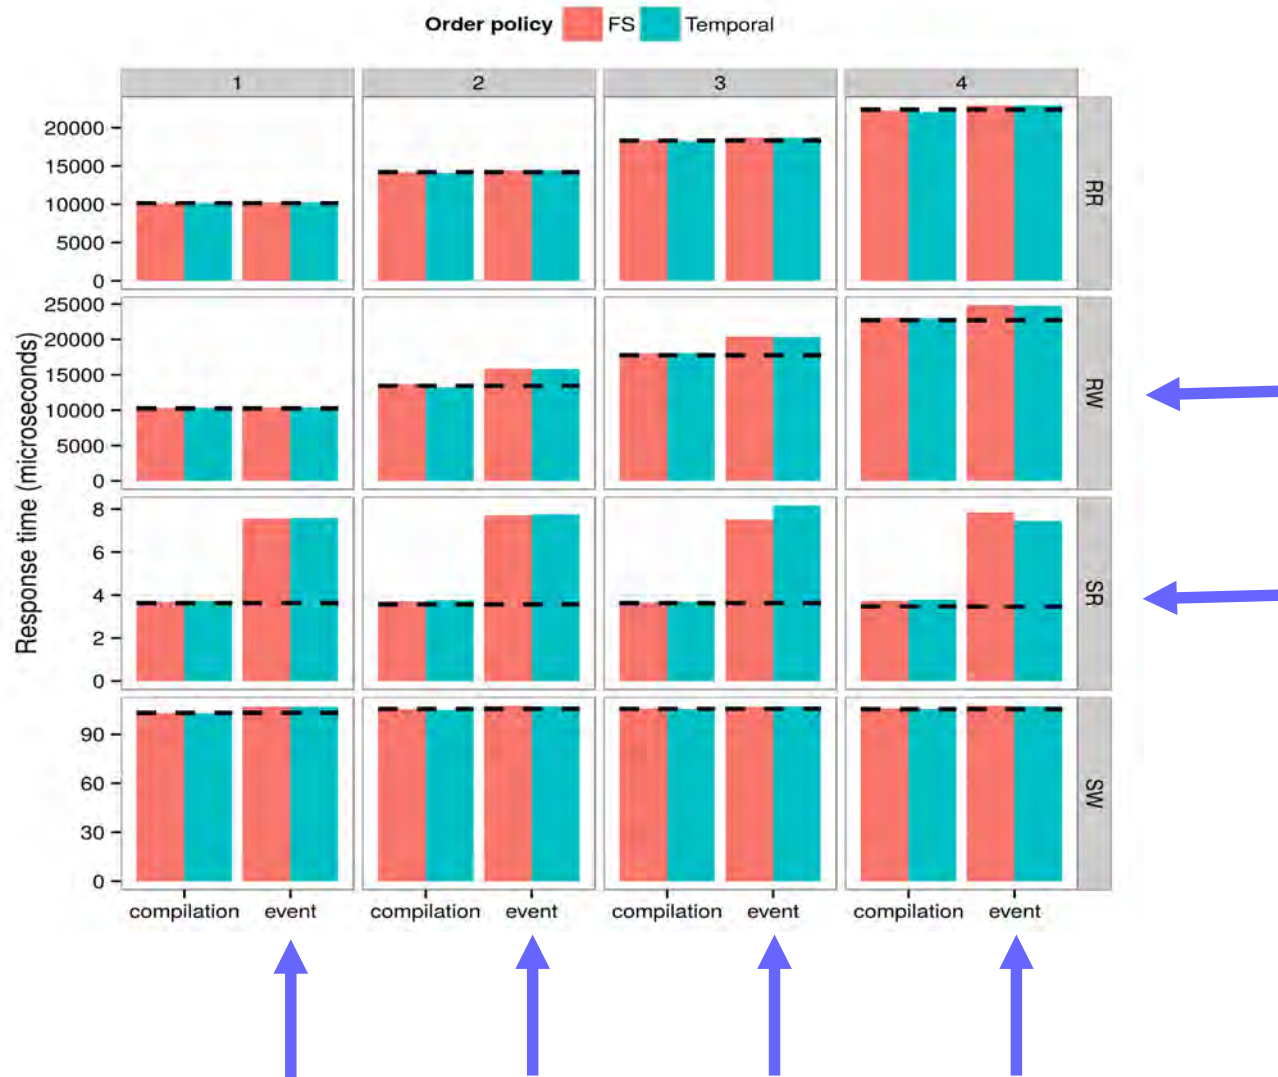 Order policy FS Temporal
1 2 3 4
20000
15000
10000
5000
0
RR
25000
20000
15000
10000
5000
0
RW
Response time (microseconds)
8
6
4
2
0
SR
90
60
30
0
SW
compilation event compilation event compilation event compilation event